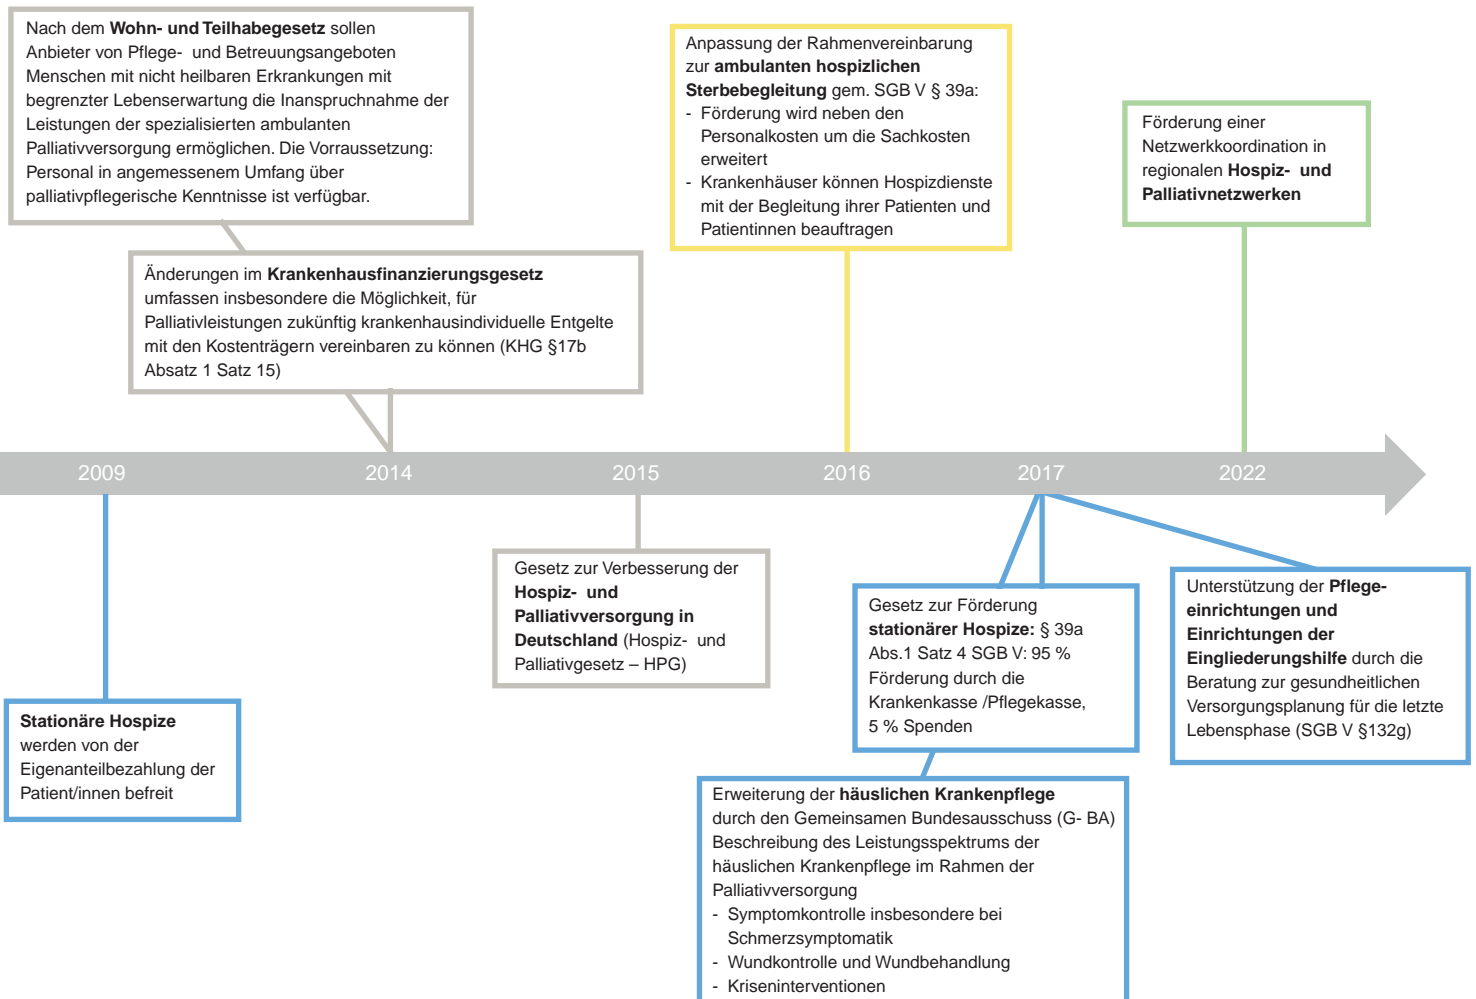 Nach dem Wohn- und Teilhabegesetz sollen
Anbieter von Pflege- und Betreuungsangeboten
Menschen mit nicht heilbaren Erkrankungen mit
begrenzter Lebenserwartung die Inanspruchnahme der
Leistungen der spezialisierten ambulanten
Palliativversorgung ermöglichen. Die Vorraussetzung:
Personal in angemessenem Umfang über
palliativpflegerische Kenntnisse ist verfügbar.
Änderungen im Krankenhausfinanzierungsgesetz
umfassen insbesondere die Möglichkeit, für
Palliativleistungen zukünftig krankenhausindividuelle Entgelte
mit den Kostenträgern vereinbaren zu können (KHG §17b
Absatz 1 Satz 15)
Anpassung der Rahmenvereinbarung
zur ambulanten hospizlichen
Sterbebegleitung gem. SGB V § 39a:
- Förderung wird neben den
Personalkosten um die Sachkosten
erweitert
- Krankenhäuser können Hospizdienste
mit der Begleitung ihrer Patienten und
Patientinnen beauftragen
Förderung einer
Netzwerkkoordination in
regionalen Hospiz- und
Palliativnetzwerken
2009 2014 2015 2016 2017 2022
Stationäre Hospize
werden von der
Eigenanteilbezahlung der
Patient/innen befreit
Gesetz zur Verbesserung der
Hospiz- und
Palliativversorgung in
Deutschland (Hospiz- und
Palliativgesetz – HPG)
Gesetz zur Förderung
stationärer Hospize: § 39a
Abs.1 Satz 4 SGB V: 95 %
Förderung durch die
Krankenkasse /Pflegekasse,
5 % Spenden
Unterstützung der Pflege-
einrichtungen und
Einrichtungen der
Eingliederungshilfe durch die
Beratung zur gesundheitlichen
Versorgungsplanung für die letzte
Lebensphase (SGB V §132g)
Erweiterung der häuslichen Krankenpflege
durch den Gemeinsamen Bundesausschuss (G- BA)
Beschreibung des Leistungsspektrums der
häuslichen Krankenpflege im Rahmen der
Palliativversorgung
- Symptomkontrolle insbesondere bei
Schmerzsymptomatik
- Wundkontrolle und Wundbehandlung
- Kriseninterventionen